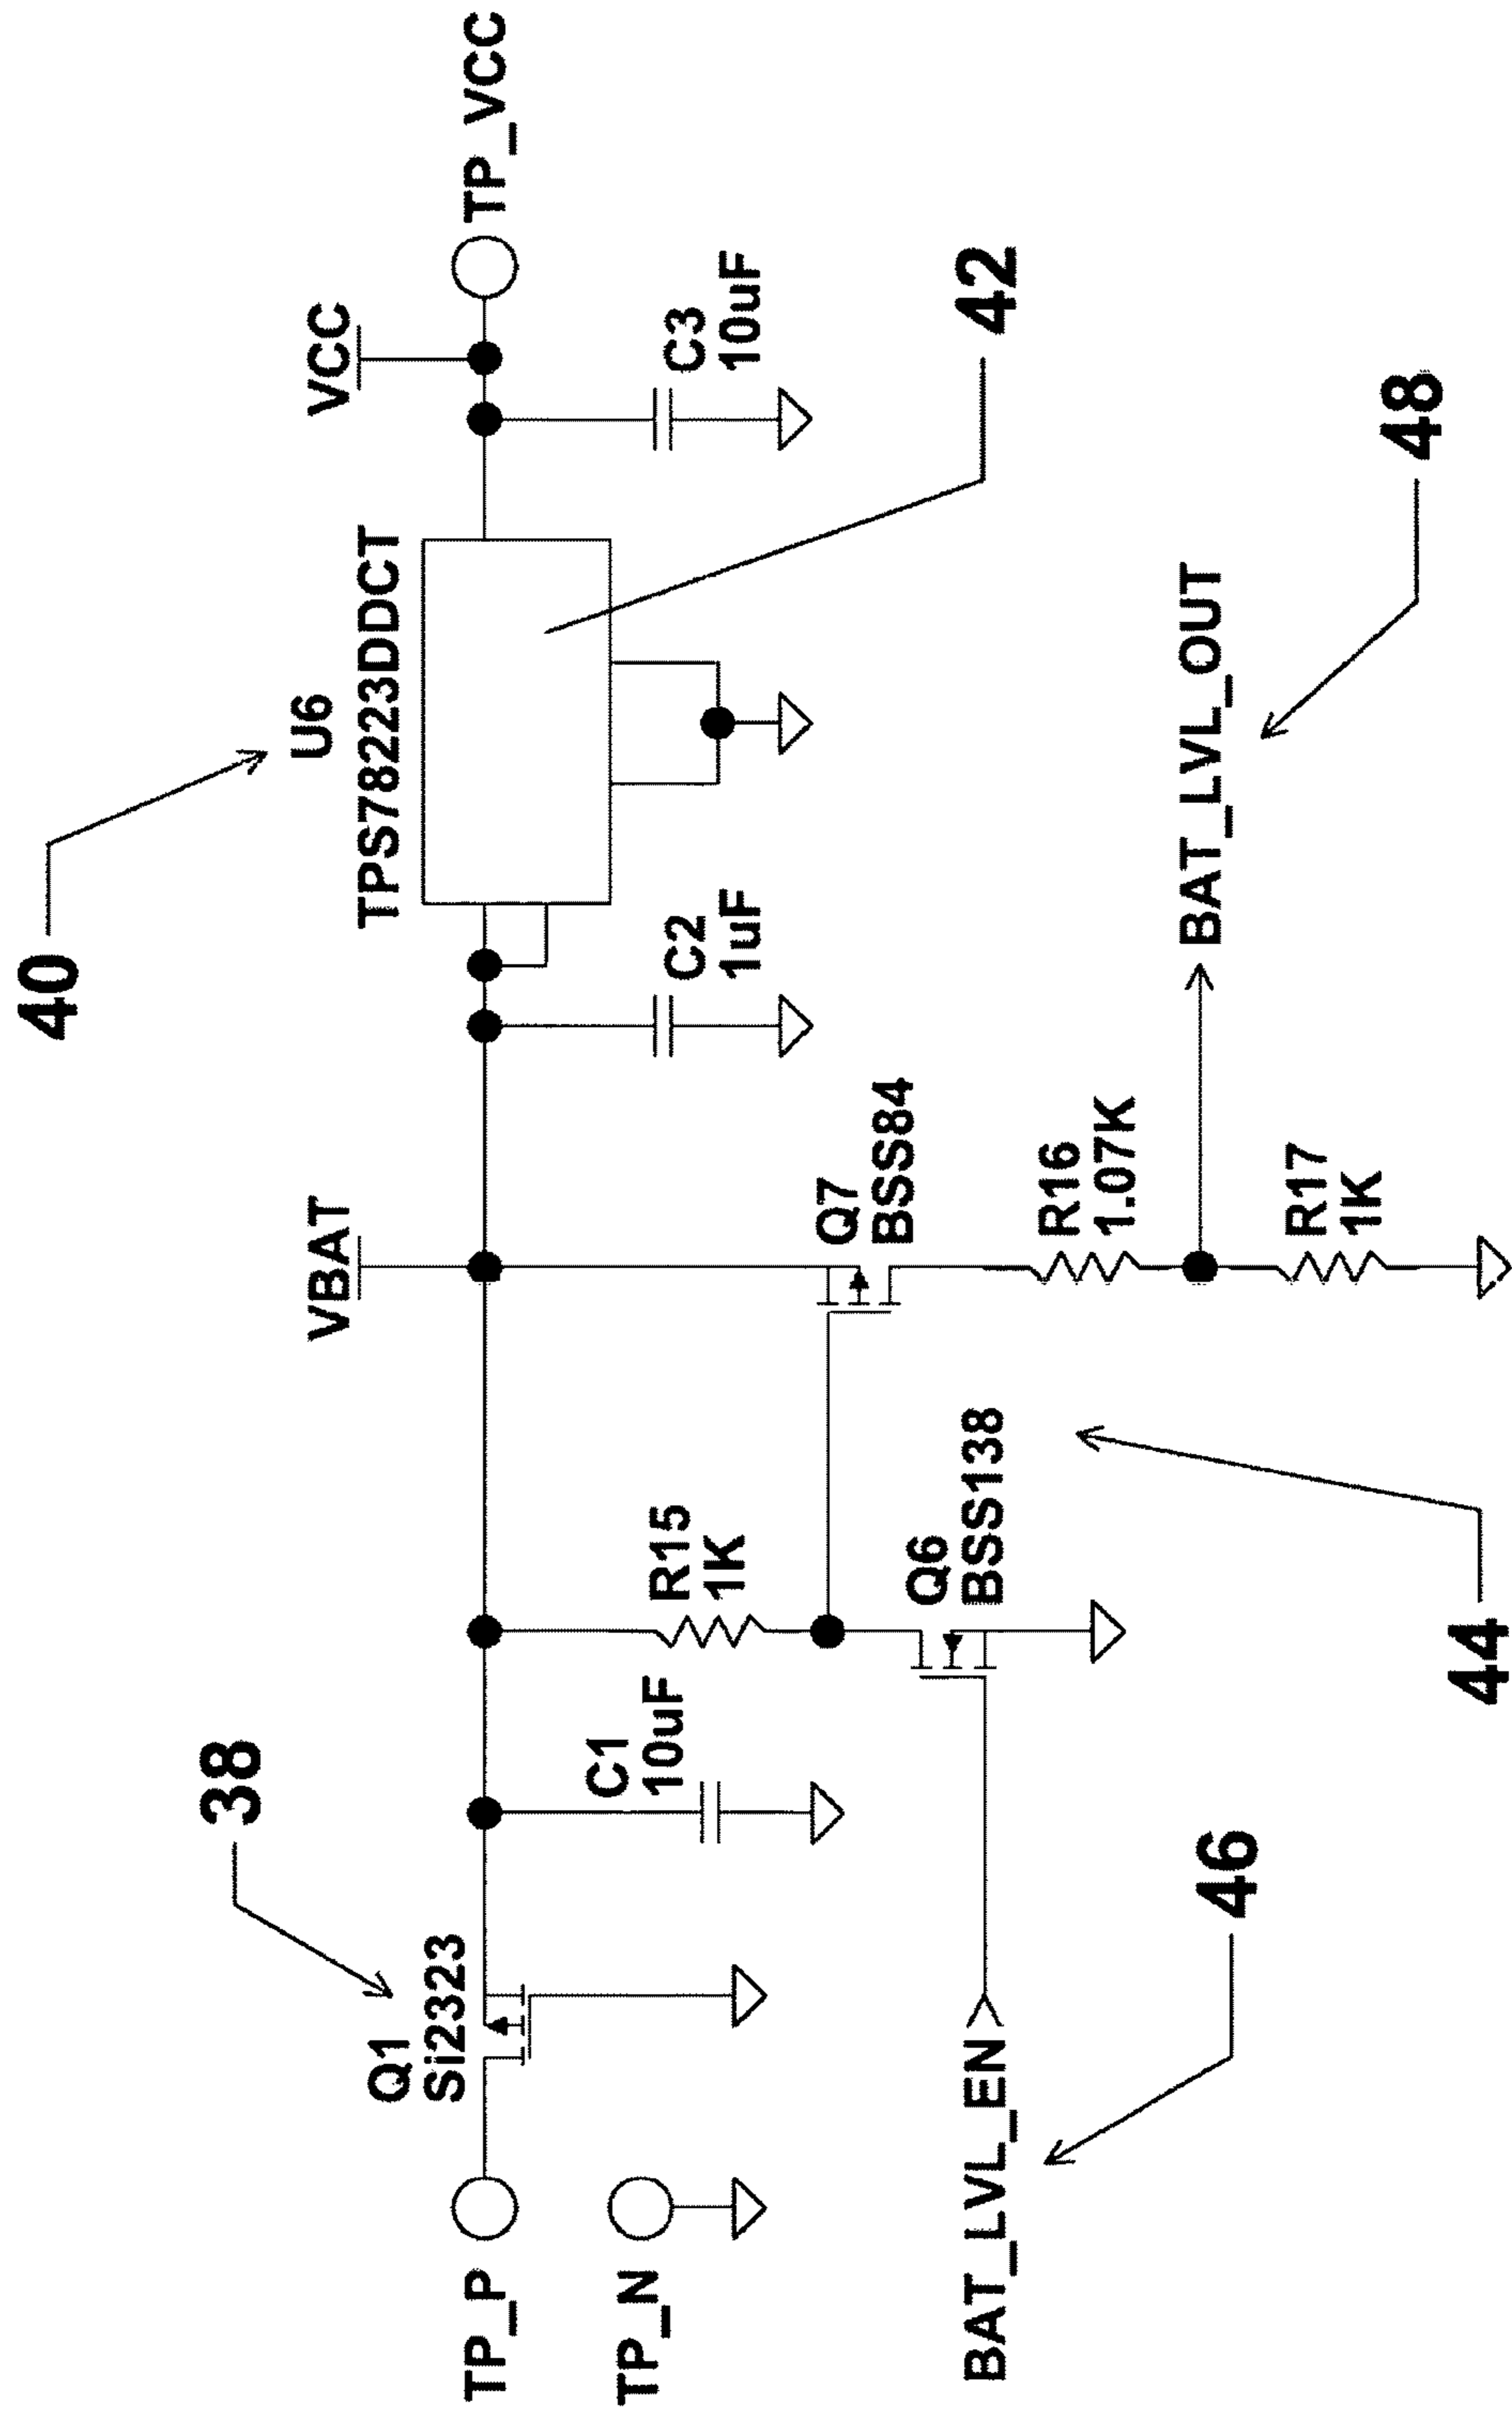 40
U6
TPS78223DDCT
VCC
TP_VCC
C3
10uF
42
VBAT
C2
1uF
38
Q1
Si2323
TP_P
TP_N
C1
10uF
R15
1K
Q7
BSS84
Q6
BSS138
R16
1.07K
BAT_LVL_OUT
48
R17
1K
BAT_LVL_EN
46
44